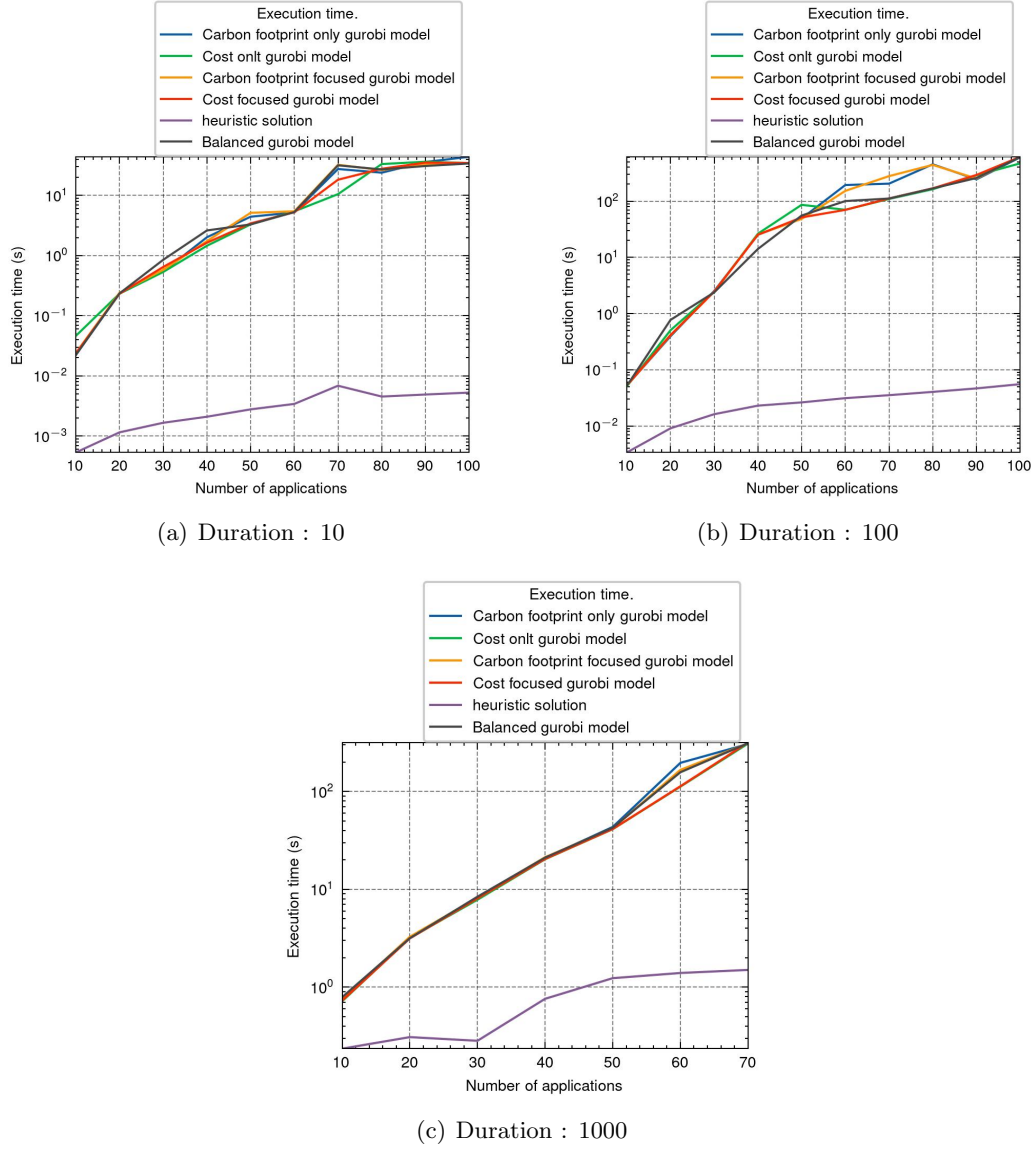 Execution time.
Carbon footprint only gurobi model
Cost onlt gurobi model
Carbon footprint focused gurobi model
Cost focused gurobi model
heuristic solution
Balanced gurobi model
10^1
10^0
10^-1
10^-2
10^-3
Execution time (s)
10 20 30 40 50 60 70 80 90 100
Number of applications
(a) Duration : 10
Execution time.
Carbon footprint only gurobi model
Cost onlt gurobi model
Carbon footprint focused gurobi model
Cost focused gurobi model
heuristic solution
Balanced gurobi model
10^2
10^1
10^0
10^-1
10^-2
Execution time (s)
10 20 30 40 50 60 70 80 90 100
Number of applications
(b) Duration : 100
Execution time.
Carbon footprint only gurobi model
Cost onlt gurobi model
Carbon footprint focused gurobi model
Cost focused gurobi model
heuristic solution
Balanced gurobi model
10^2
10^1
10^0
Execution time (s)
10 20 30 40 50 60 70
Number of applications
(c) Duration : 1000